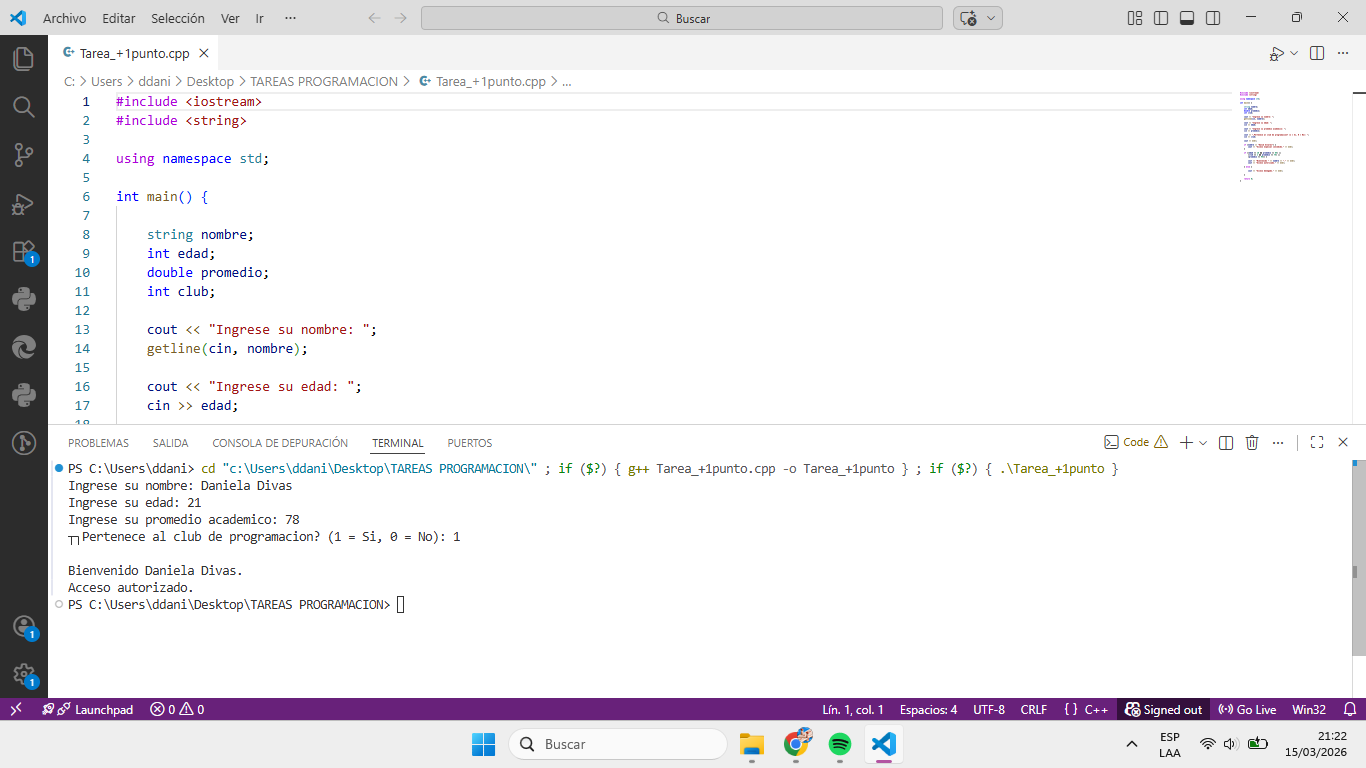 Archivo Editar Selección Ver Ir ···
Buscar
Tarea_+1punto.cpp
C: > Users > ddani > Desktop > TAREAS PROGRAMACION > Tarea_+1punto.cpp > ...
1 #include <iostream>
2 #include <string>
3
4 using namespace std;
5
6 int main() {
7
8 string nombre;
9 int edad;
10 double promedio;
11 int club;
12
13 cout << "Ingrese su nombre: ";
14 getline(cin, nombre);
15
16 cout << "Ingrese su edad: ";
17 cin >> edad;
PROBLEMAS SALIDA CONSOLA DE DEPURACIÓN TERMINAL PUERTOS
Code
PS C:\Users\ddani> cd "c:\Users\ddani\Desktop\TAREAS PROGRAMACION\" ; if ($?) { g++ Tarea_+1punto.cpp -o Tarea_+1punto } ; if ($?) { .\Tarea_+1punto }
Ingrese su nombre: Daniela Divas
Ingrese su edad: 21
Ingrese su promedio academico: 78
┬┐Pertenece al club de programacion? (1 = Si, 0 = No): 1
Bienvenido Daniela Divas.
Acceso autorizado.
PS C:\Users\ddani\Desktop\TAREAS PROGRAMACION>
1
1
1
Launchpad 0 0 Lín. 1, col. 1 Espacios: 4 UTF-8 CRLF { } C++ Signed out Go Live Win32
Buscar
ESP
LAA
21:22
15/03/2026